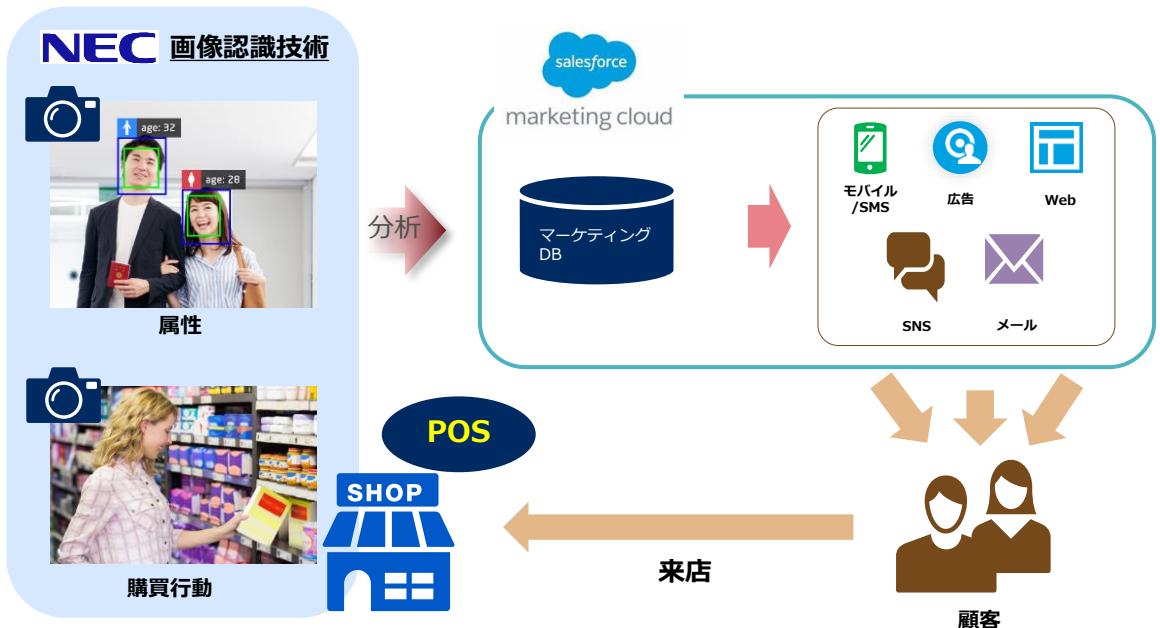 NEC 画像認識技術
age: 32
age: 28
属性
購買行動
分析
salesforce
marketing cloud
マーケティング
DB
モバイル
/SMS
広告
Web
SNS
メール
POS
SHOP
来店
顧客